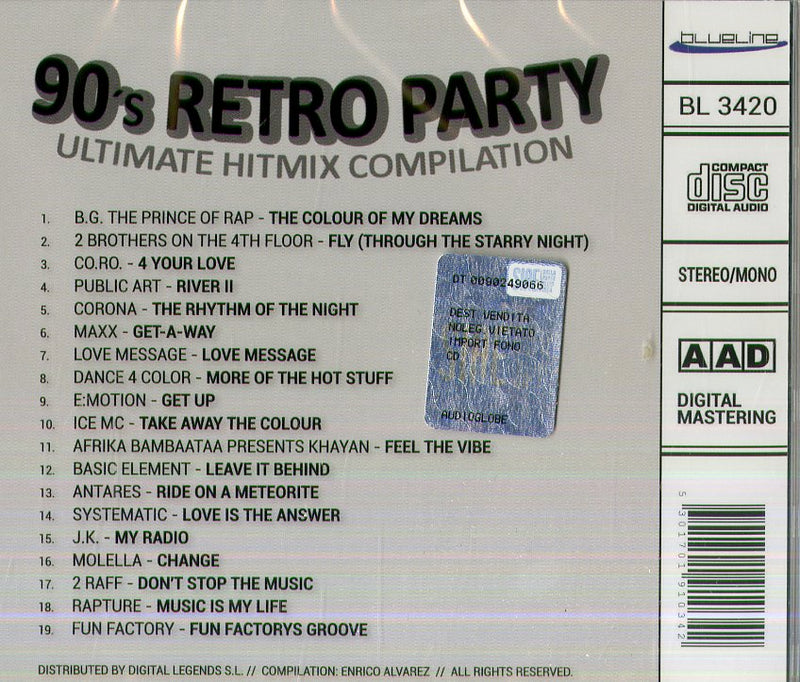 90's RETRO PARTY
ULTIMATE HITMIX COMPILATION
1. B.G. THE PRINCE OF RAP - THE COLOUR OF MY DREAMS
2. 2 BROTHERS ON THE 4TH FLOOR - FLY (THROUGH THE STARRY NIGHT)
3. CO.RO. - 4 YOUR LOVE
4. PUBLIC ART - RIVER II
5. CORONA - THE RHYTHM OF THE NIGHT
6. MAXX - GET-A-WAY
7. LOVE MESSAGE - LOVE MESSAGE
8. DANCE 4 COLOR - MORE OF THE HOT STUFF
9. E:MOTION - GET UP
10. ICE MC - TAKE AWAY THE COLOUR
11. AFRIKA BAMBAATAA PRESENTS KHAYAN - FEEL THE VIBE
12. BASIC ELEMENT - LEAVE IT BEHIND
13. ANTARES - RIDE ON A METEORITE
14. SYSTEMATIC - LOVE IS THE ANSWER
15. J.K. - MY RADIO
16. MOLELLA - CHANGE
17. 2 RAFF - DON'T STOP THE MUSIC
18. RAPTURE - MUSIC IS MY LIFE
19. FUN FACTORY - FUN FACTORYS GROOVE
DISTRIBUTED BY DIGITAL LEGENDS S.L. // COMPILATION: ENRICO ALVAREZ // ALL RIGHTS RESERVED.
DT 0090249066
DEST.VENDITA
NOLEG.VIETATO
IMPORT FONO
CD
AUDIOGLOBE
blueline
BL 3420
COMPACT
disc
DIGITAL AUDIO
STEREO/MONO
AAD
DIGITAL
MASTERING
5 301701 910342